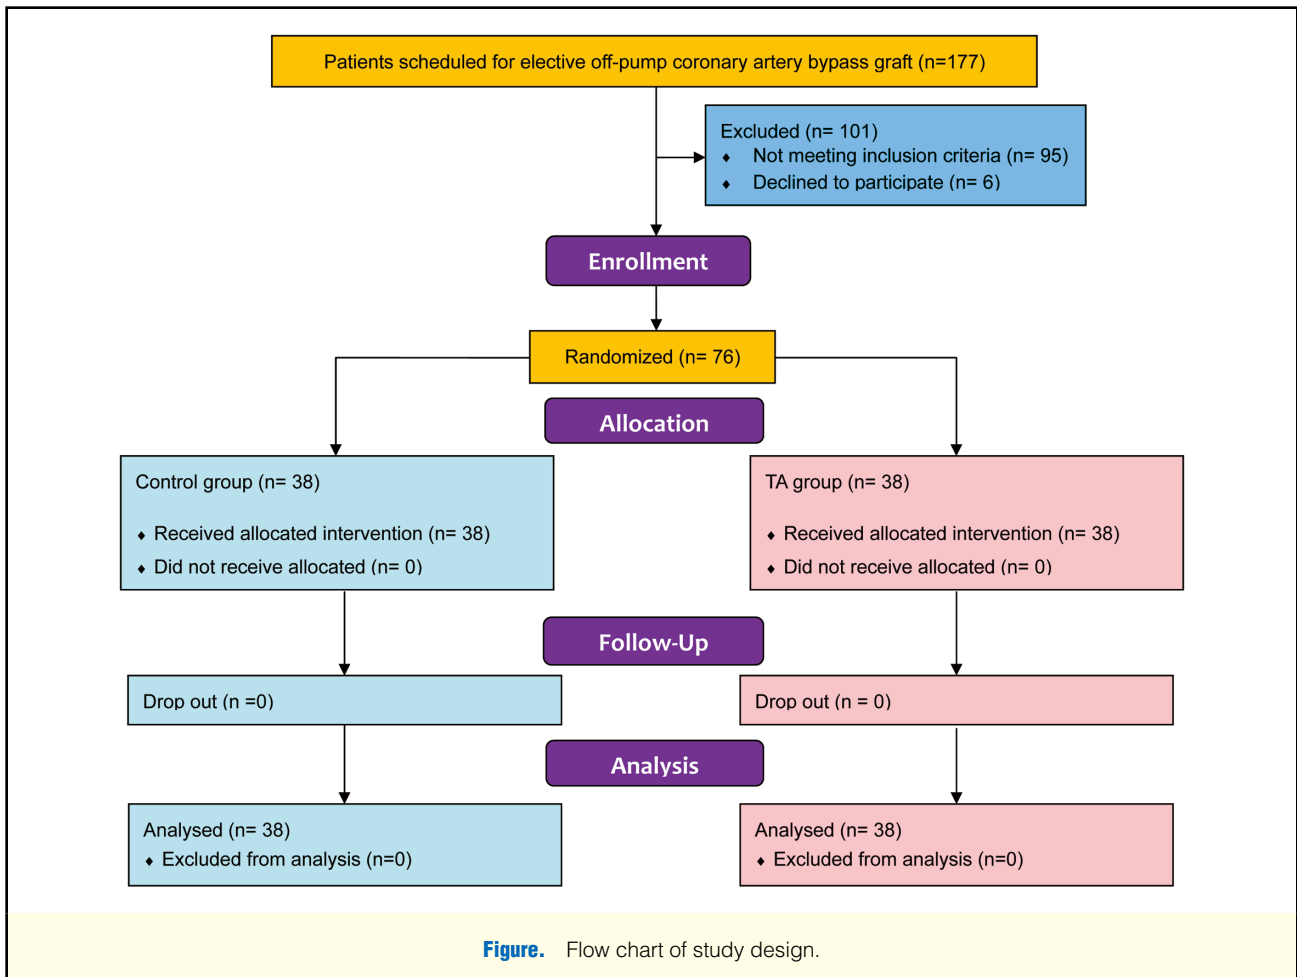 Patients scheduled for elective off-pump coronary artery bypass graft (n=177)
Excluded (n= 101)
♦ Not meeting inclusion criteria (n= 95)
♦ Declined to participate (n= 6)
Enrollment
Randomized (n= 76)
Allocation
Control group (n= 38)
♦ Received allocated intervention (n= 38)
♦ Did not receive allocated (n= 0)
TA group (n= 38)
♦ Received allocated intervention (n= 38)
♦ Did not receive allocated (n= 0)
Follow-Up
Drop out (n =0)
Drop out (n = 0)
Analysis
Analysed (n= 38)
♦ Excluded from analysis (n=0)
Analysed (n= 38)
♦ Excluded from analysis (n=0)
Figure. Flow chart of study design.